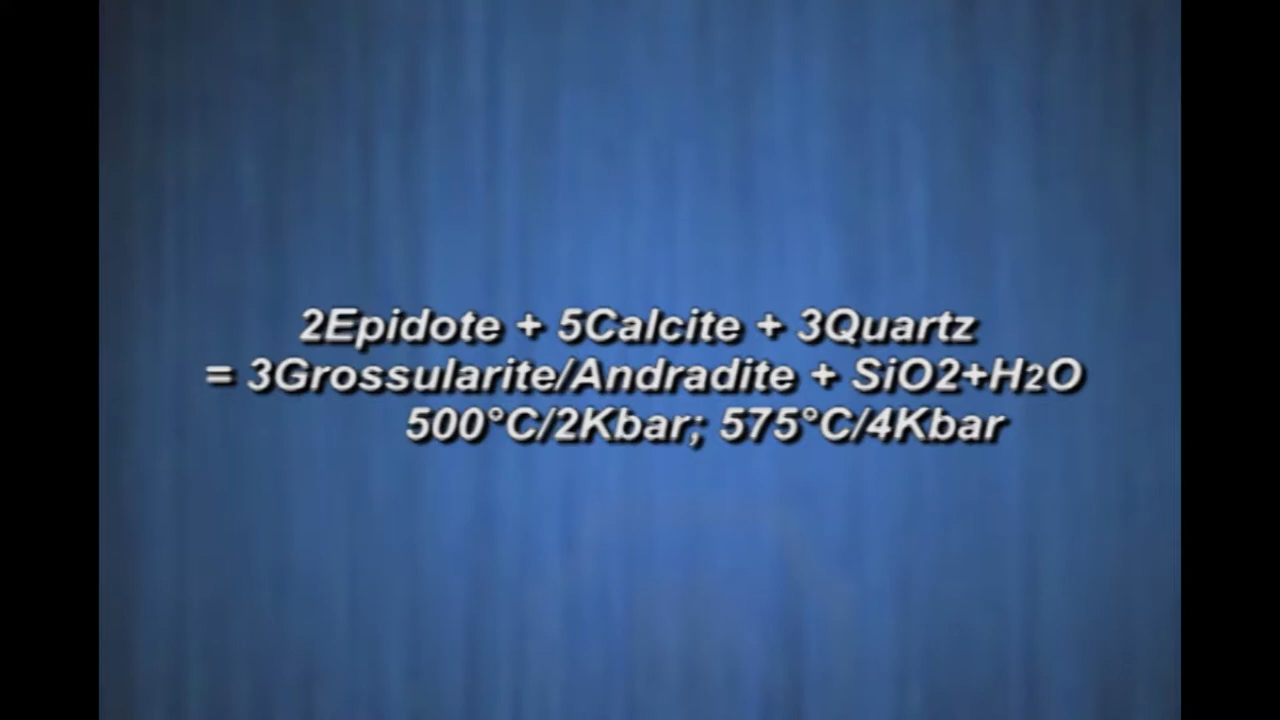 2Epidote + 5Calcite + 3Quartz
= 3Grossularite/Andradite + SiO2+H2O
500°C/2Kbar; 575°C/4Kbar